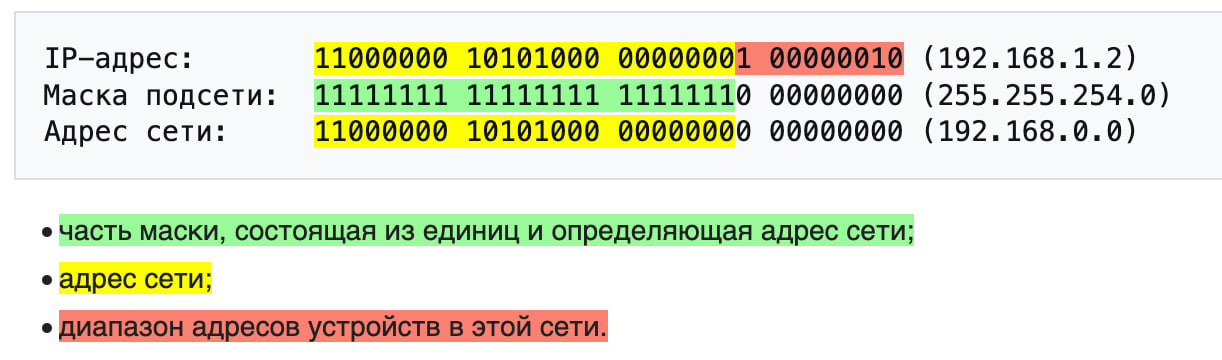 IP-адрес: 11000000 10101000 00000001 00000010 (192.168.1.2)
Маска подсети: 11111111 11111111 11111110 00000000 (255.255.254.0)
Адрес сети: 11000000 10101000 00000000 00000000 (192.168.0.0)
• часть маски, состоящая из единиц и определяющая адрес сети;
• адрес сети;
• диапазон адресов устройств в этой сети.